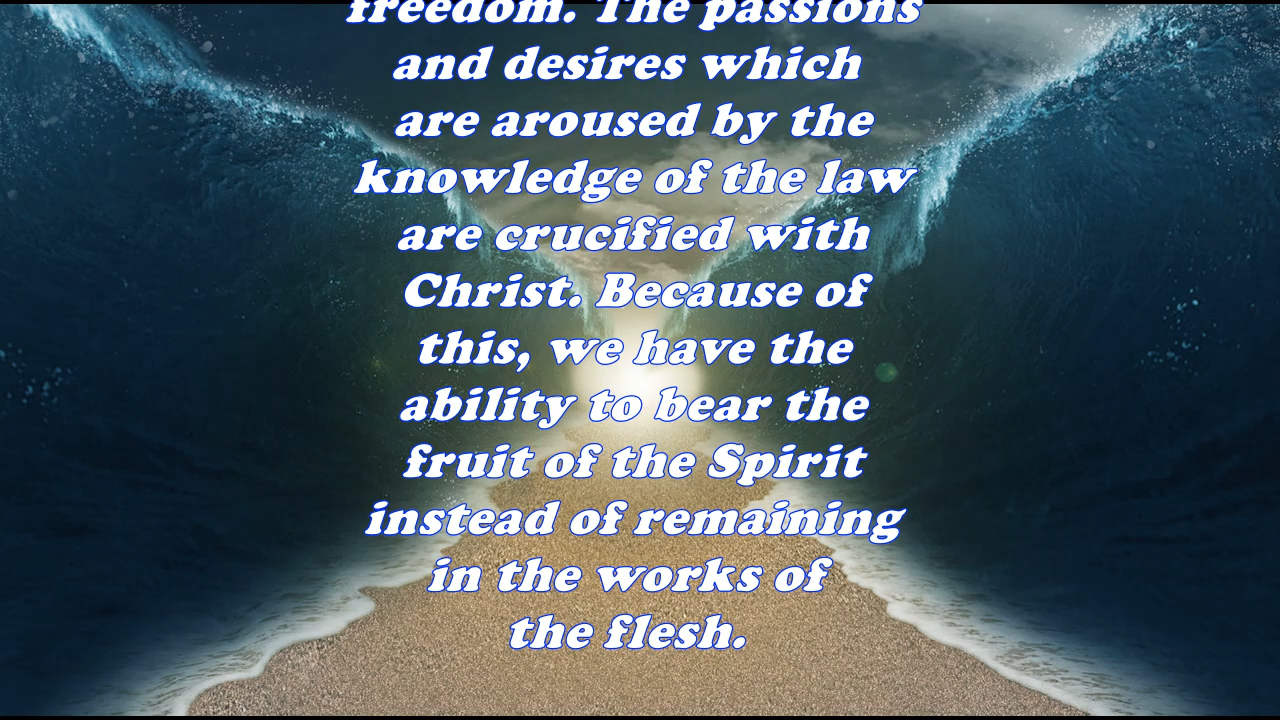 freedom. The passions
and desires which
are aroused by the
knowledge of the law
are crucified with
Christ. Because of
this, we have the
ability to bear the
fruit of the Spirit
instead of remaining
in the works of
the flesh.